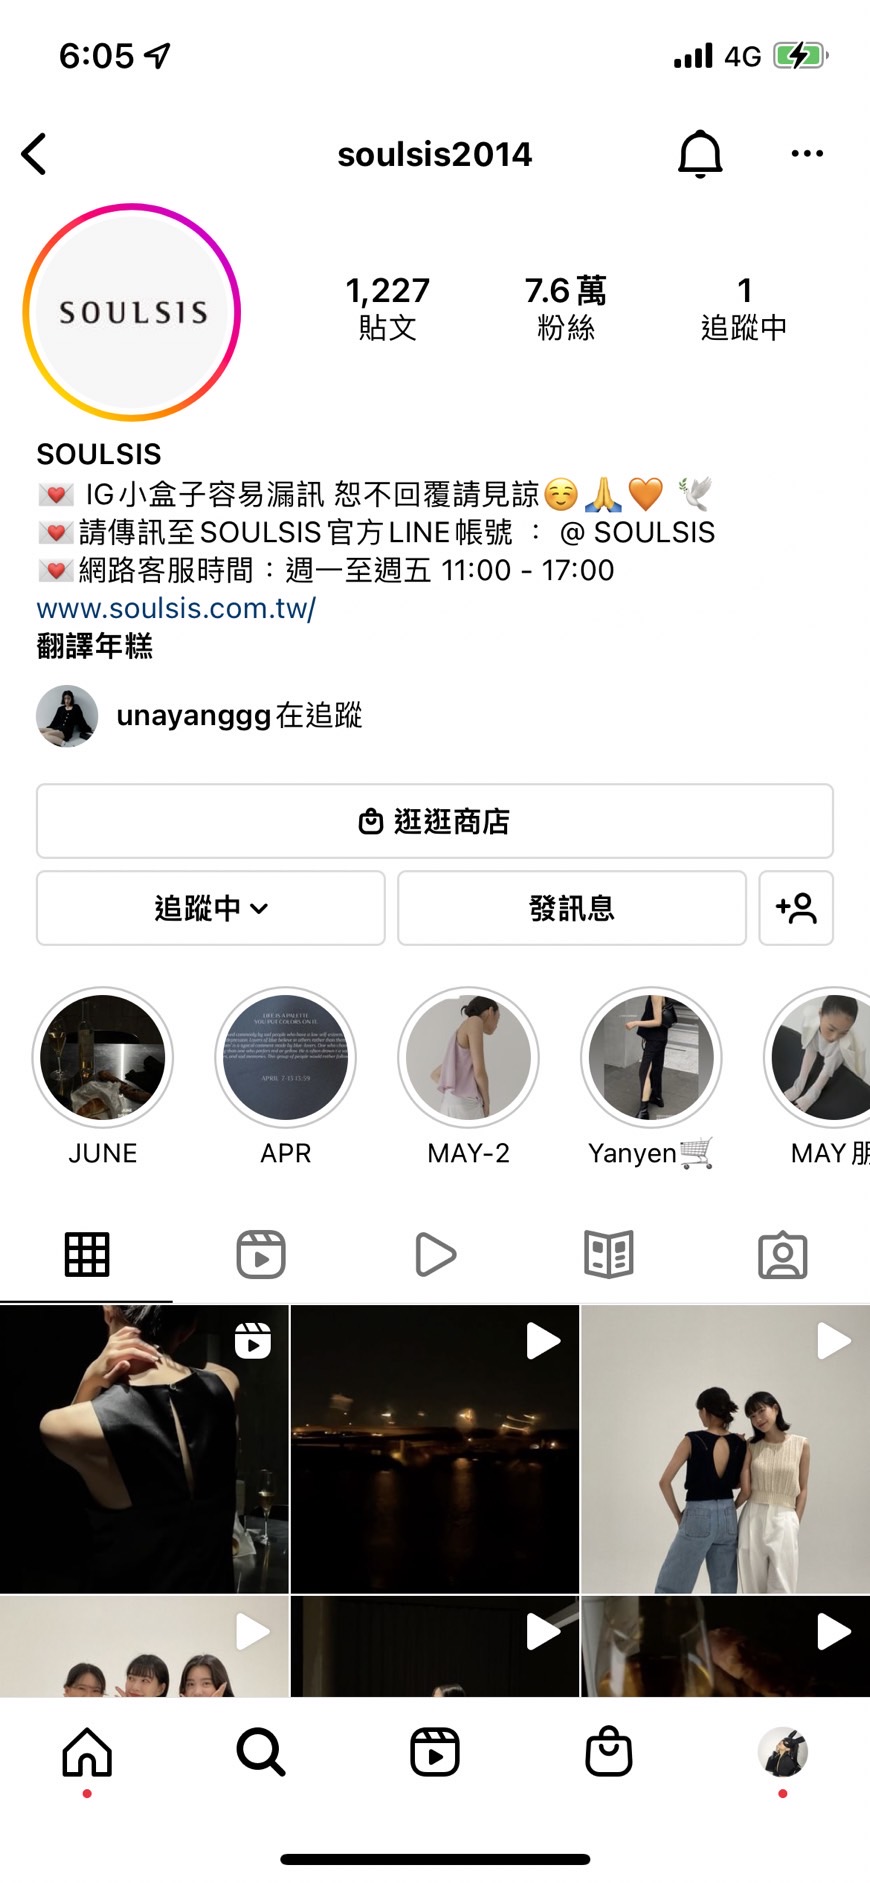 6:05
4G
soulsis2014
SOULSIS
1,227
貼文
7.6 萬
粉絲
1
追蹤中
SOULSIS
💌 IG小盒子容易漏訊 恕不回覆請見諒☺️🙏🧡 🕊️
💌請傳訊至SOULSIS官方LINE帳號 ： @ SOULSIS
💌網路客服時間：週一至週五 11:00 - 17:00
www.soulsis.com.tw/
翻譯年糕
unayanggg在追蹤
逛逛商店
追蹤中
發訊息
LIFE IS A PALETTE
YOU PUT COLORS ON IT.
APRIL 7-13 13:59
JUNE
APR
MAY-2
Yanyen🛒
MAY 朋